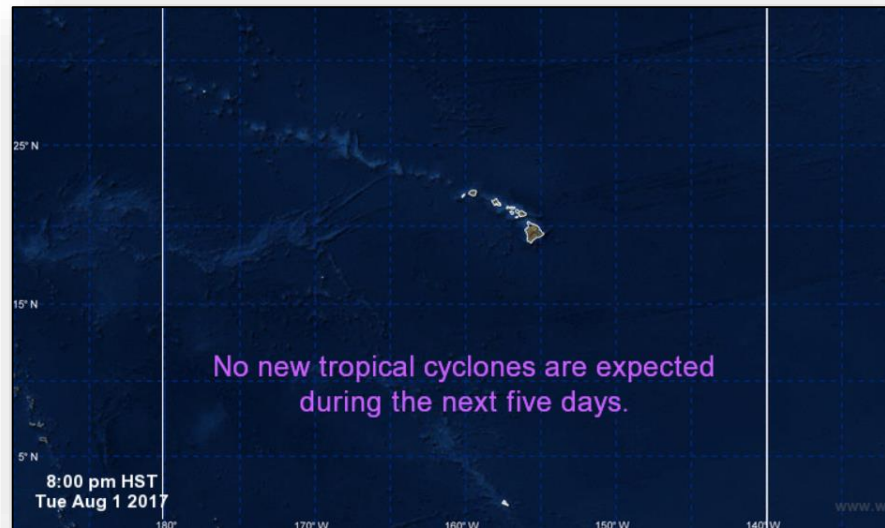 25° N
15° N
No new tropical cyclones are expected
during the next five days.
5° N
8:00 pm HST
Tue Aug 1 2017
www.w
180°
170° W
160° W
150° W
140° W